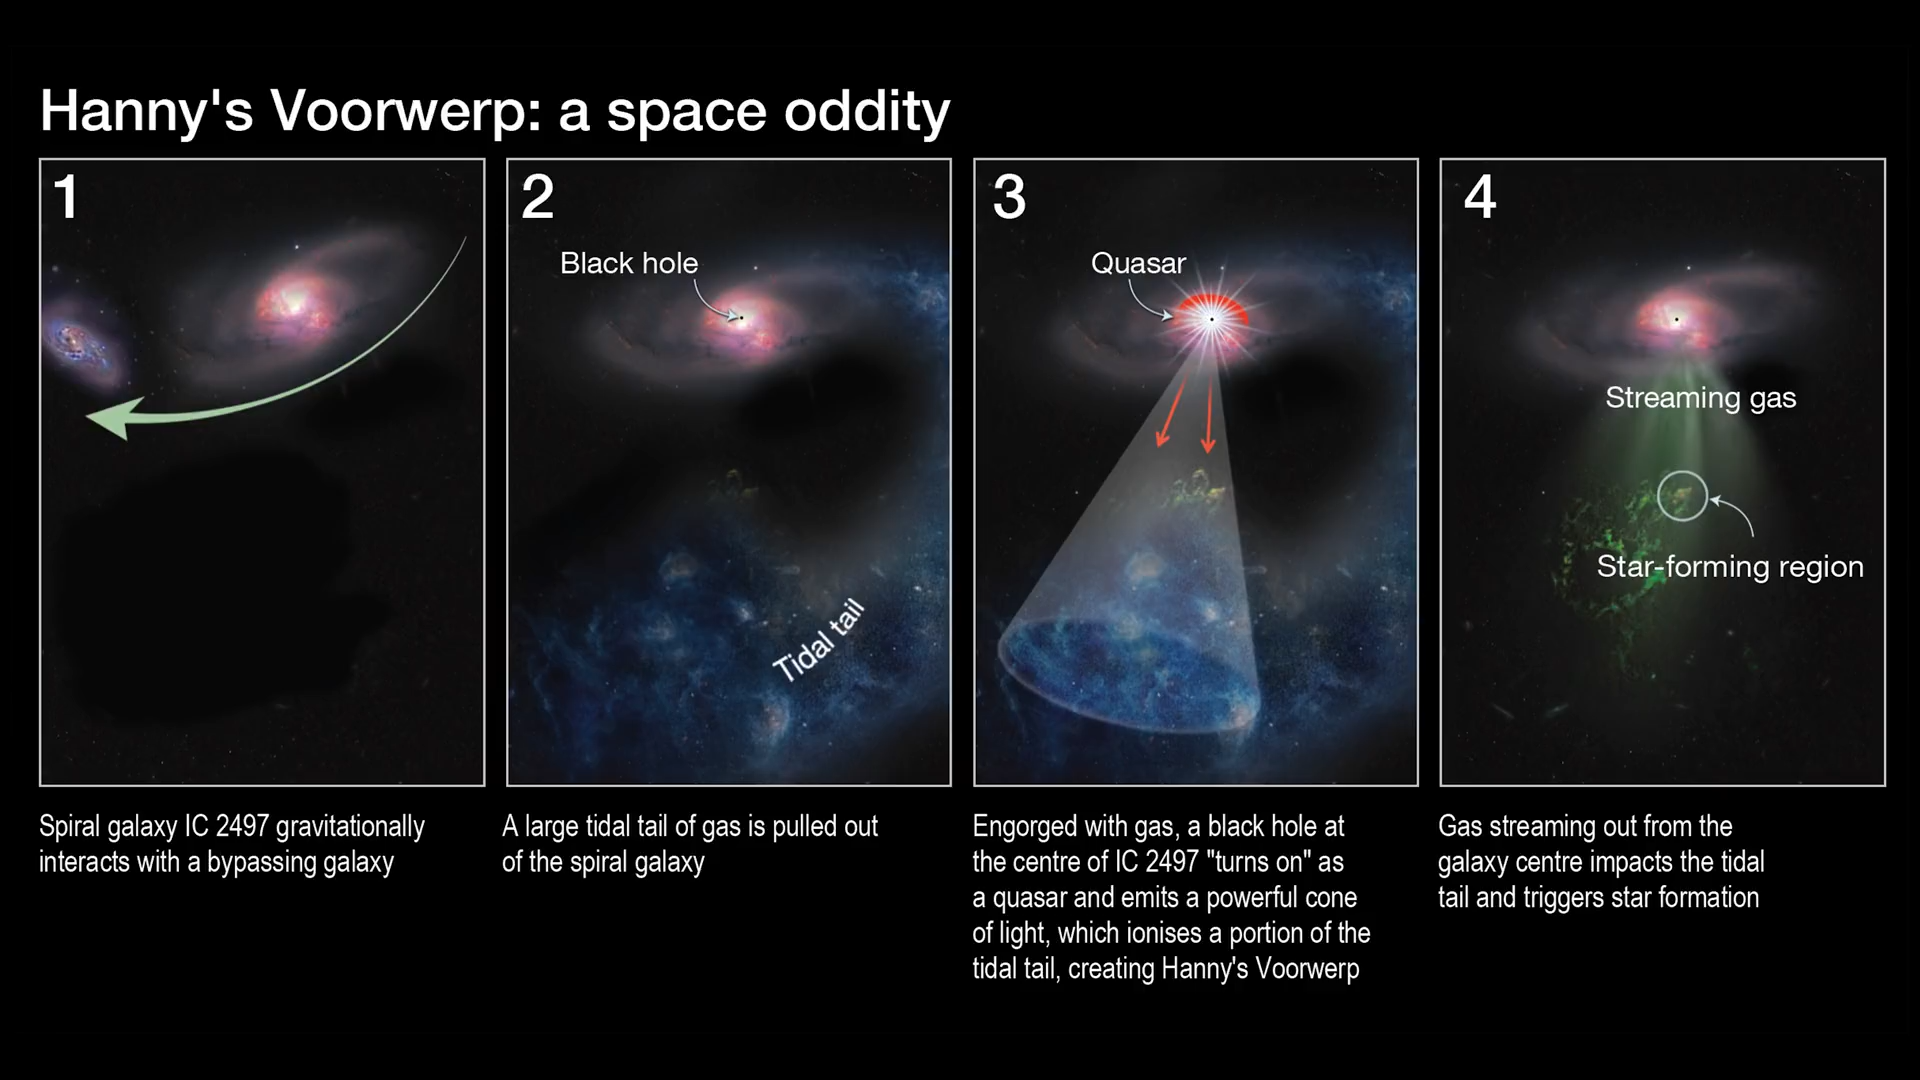 Hanny's Voorwerp: a space oddity
1
2
Black hole
Tidal tail
3
Quasar
4
Streaming gas
Star-forming region
Spiral galaxy IC 2497 gravitationally
interacts with a bypassing galaxy
A large tidal tail of gas is pulled out
of the spiral galaxy
Engorged with gas, a black hole at
the centre of IC 2497 "turns on" as
a quasar and emits a powerful cone
of light, which ionises a portion of the
tidal tail, creating Hanny's Voorwerp
Gas streaming out from the
galaxy centre impacts the tidal
tail and triggers star formation